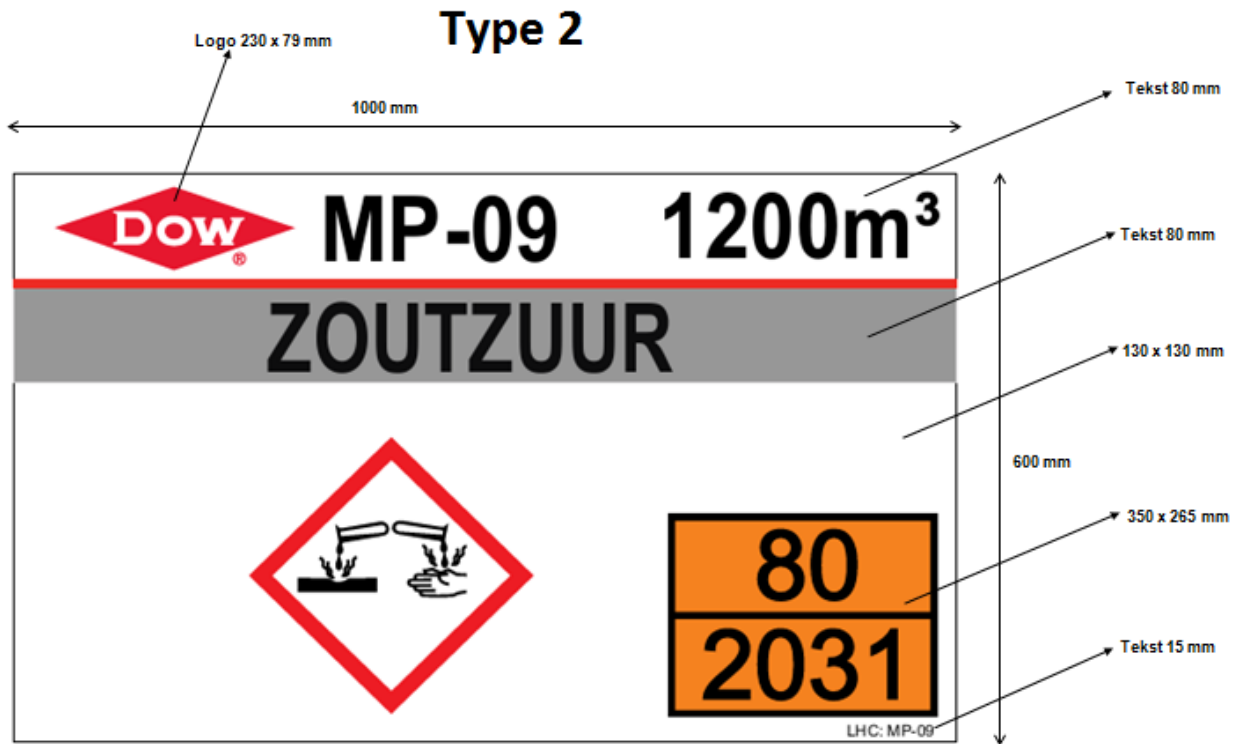 Type 2
Logo 230 x 79 mm
1000 mm
Tekst 80 mm
DOW®
MP-09
1200m³
Tekst 80 mm
ZOUTZUUR
130 x 130 mm
600 mm
350 x 265 mm
80
2031
Tekst 15 mm
LHC: MP-09